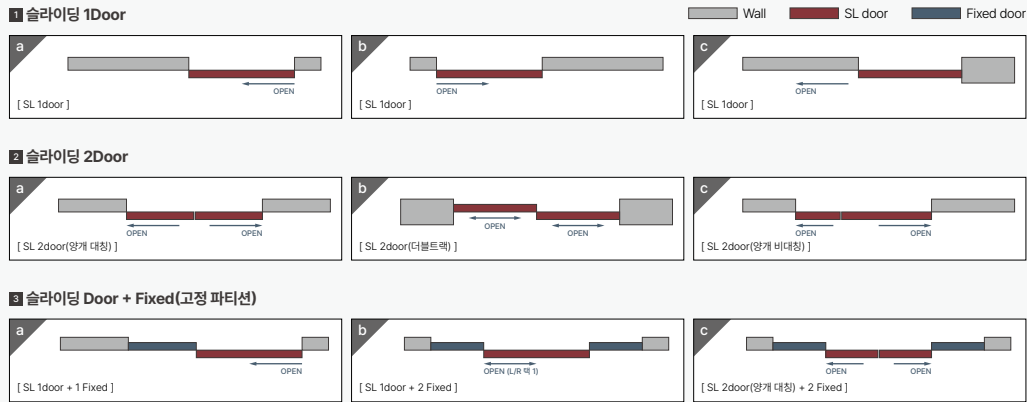 1 슬라이딩 1Door
Wall SL door Fixed door
a
OPEN
[ SL 1door ]
b
OPEN
[ SL 1door ]
c
OPEN
[ SL 1door ]
2 슬라이딩 2Door
a
OPEN OPEN
[ SL 2door(양개 대칭) ]
b
OPEN OPEN
[ SL 2door(더블트랙) ]
c
OPEN OPEN
[ SL 2door(양개 비대칭) ]
3 슬라이딩 Door + Fixed(고정 파티션)
a
OPEN
[ SL 1door + 1 Fixed ]
b
OPEN (L/R 택 1)
[ SL 1door + 2 Fixed ]
c
OPEN OPEN
[ SL 2door(양개 대칭) + 2 Fixed ]